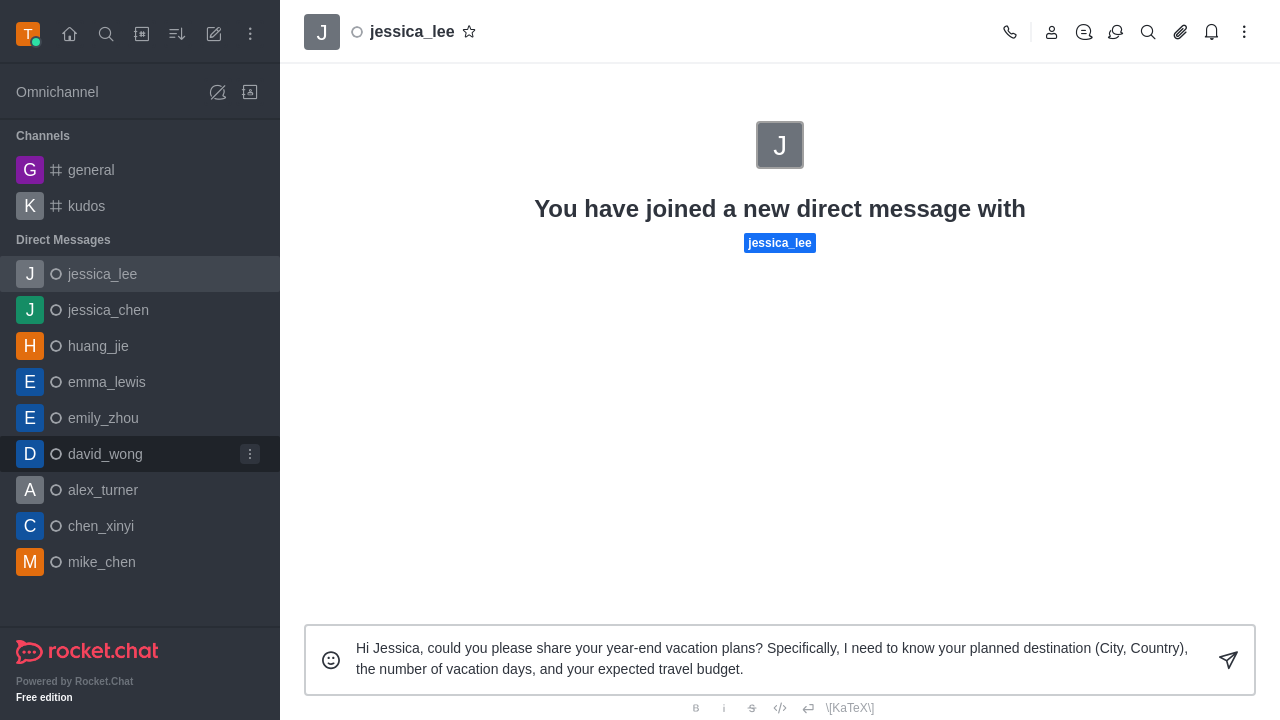 T
Omnichannel
Channels
G general
K kudos
Direct Messages
J jessica_lee
J jessica_chen
H huang_jie
E emma_lewis
E emily_zhou
D david_wong
A alex_turner
C chen_xinyi
M mike_chen
rocket.chat
Powered by Rocket.Chat
Free edition
J jessica_lee
J
You have joined a new direct message with
jessica_lee
Hi Jessica, could you please share your year-end vacation plans? Specifically, I need to know your planned destination (City, Country),
the number of vacation days, and your expected travel budget.
B i S \[KaTeX\]